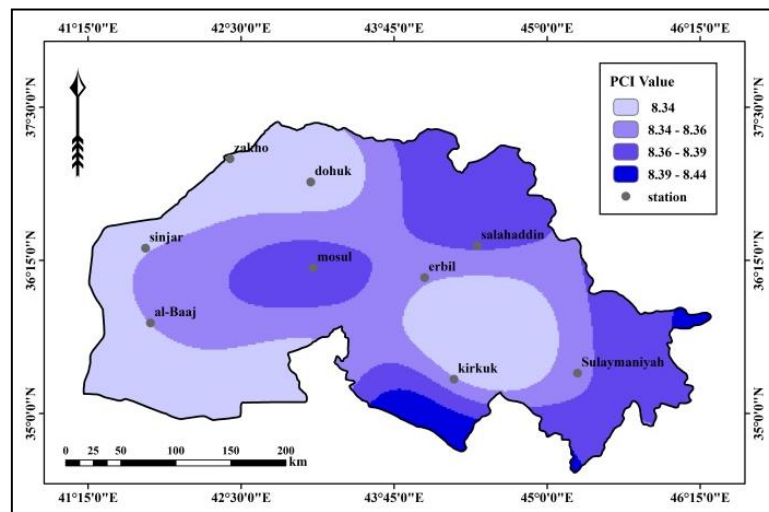 41°15'0"E
42°30'0"E
43°45'0"E
45°0'0"E
46°15'0"E
37°30'0"N
36°15'0"N
35°0'0"N
PCI Value
8.34
8.34 - 8.36
8.36 - 8.39
8.39 - 8.44
station
zakho
dohuk
sinjar
mosul
salahaddin
erbil
al-Baaj
kirkuk
Sulaymaniyah
37°30'0"N
36°15'0"N
35°0'0"N
0 25 50 100 150 200
km
41°15'0"E
42°30'0"E
43°45'0"E
45°0'0"E
46°15'0"E